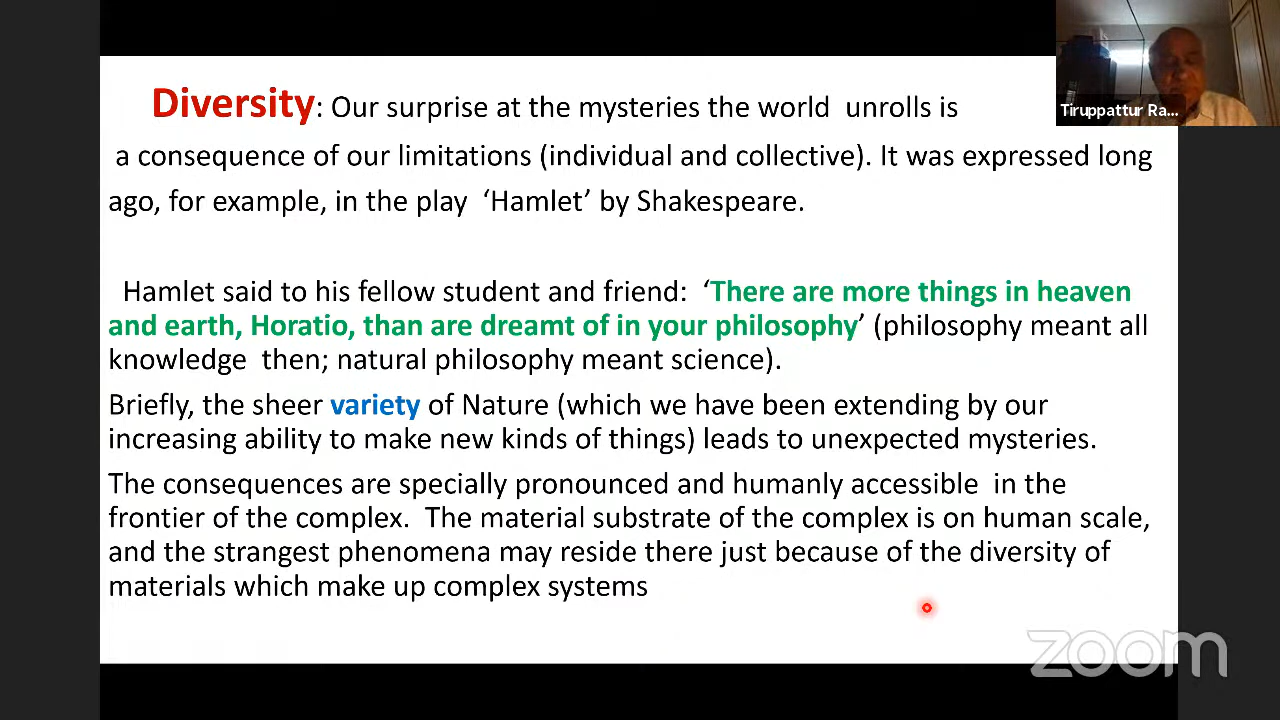 Diversity: Our surprise at the mysteries the world unrolls is
a consequence of our limitations (individual and collective). It was expressed long
ago, for example, in the play ‘Hamlet’ by Shakespeare.
Hamlet said to his fellow student and friend: ‘There are more things in heaven
and earth, Horatio, than are dreamt of in your philosophy’ (philosophy meant all
knowledge then; natural philosophy meant science).
Briefly, the sheer variety of Nature (which we have been extending by our
increasing ability to make new kinds of things) leads to unexpected mysteries.
The consequences are specially pronounced and humanly accessible in the
frontier of the complex. The material substrate of the complex is on human scale,
and the strangest phenomena may reside there just because of the diversity of
materials which make up complex systems
Tiruppattur Ra...
zoom